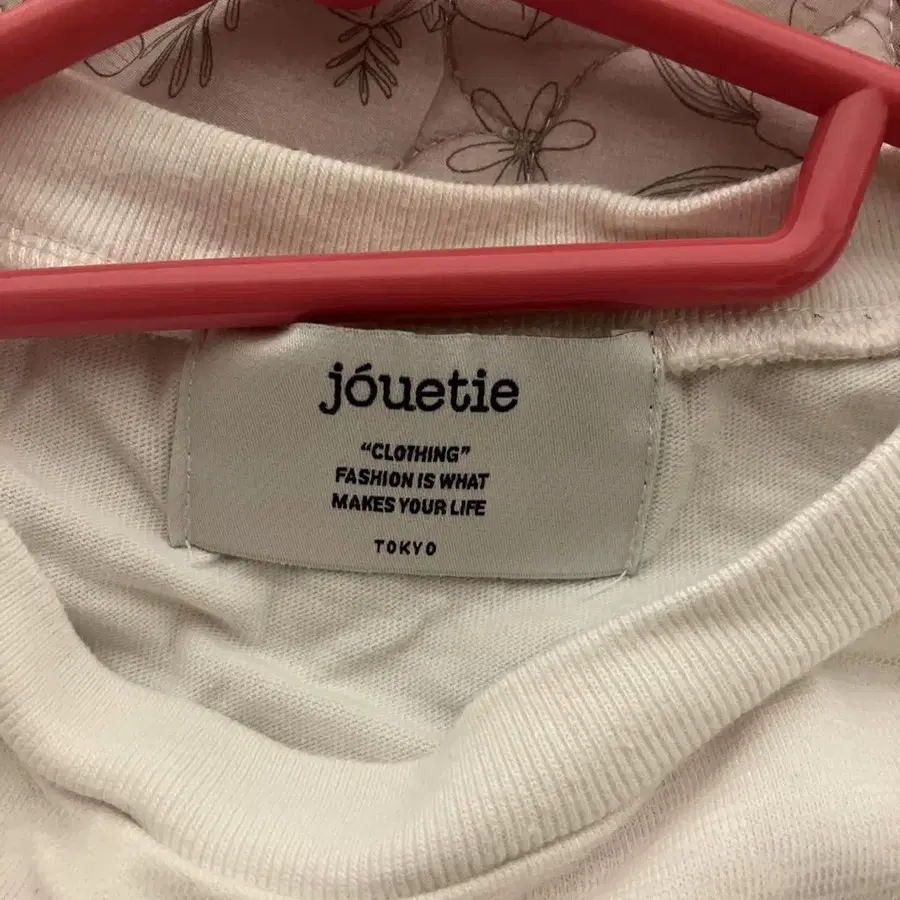 jóuetie
“CLOTHING”
FASHION IS WHAT
MAKES YOUR LIFE
TOKYO